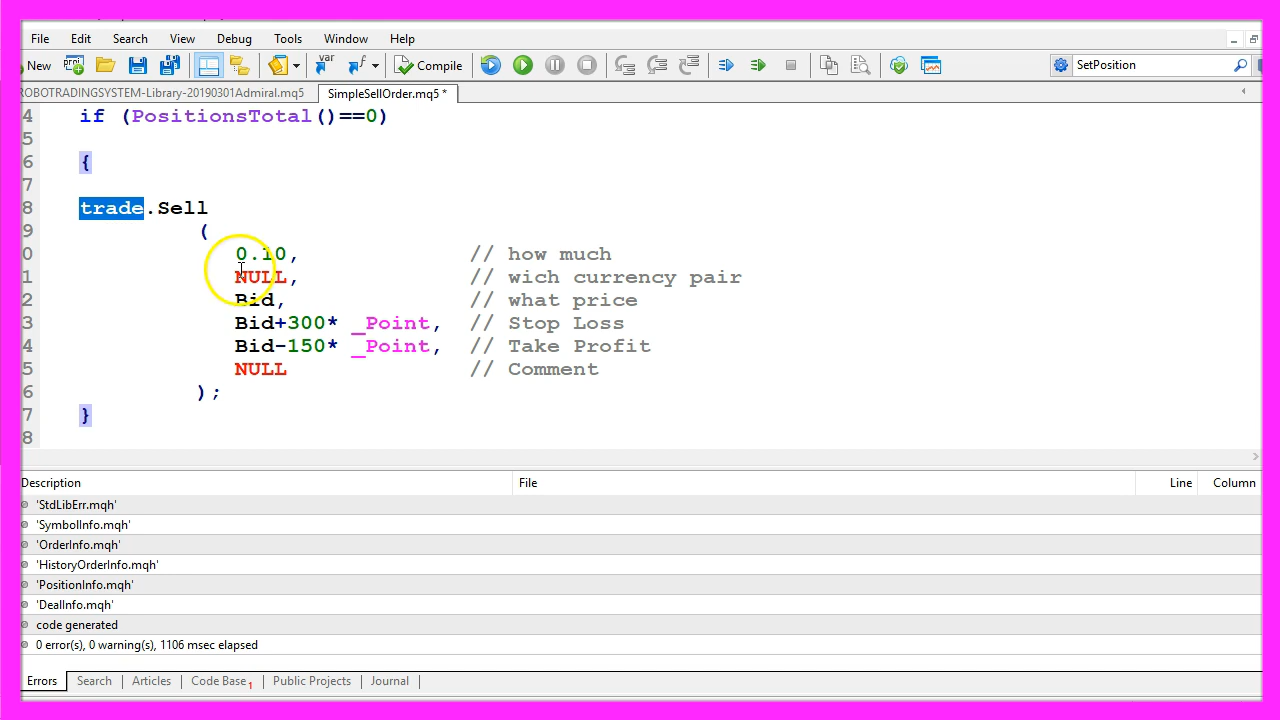 File Edit Search View Debug Tools Window Help
New var Compile SetPosition
ROBOTRADINGSYSTEM-Library-20190301Admiral.mq5 SimpleSellOrder.mq5 *
4 if (PositionsTotal()==0)
5
6 {
7
8 trade.Sell
9 (
0 0.10, // how much
1 NULL, // wich currency pair
2 Bid, // what price
3 Bid+300* _Point, // Stop Loss
4 Bid-150* _Point, // Take Profit
5 NULL // Comment
6 );
7 }
8
Description File Line Column
'StdLibErr.mqh'
'SymbolInfo.mqh'
'OrderInfo.mqh'
'HistoryOrderInfo.mqh'
'PositionInfo.mqh'
'DealInfo.mqh'
code generated
0 error(s), 0 warning(s), 1106 msec elapsed
Errors Search Articles Code Base 1 Public Projects Journal